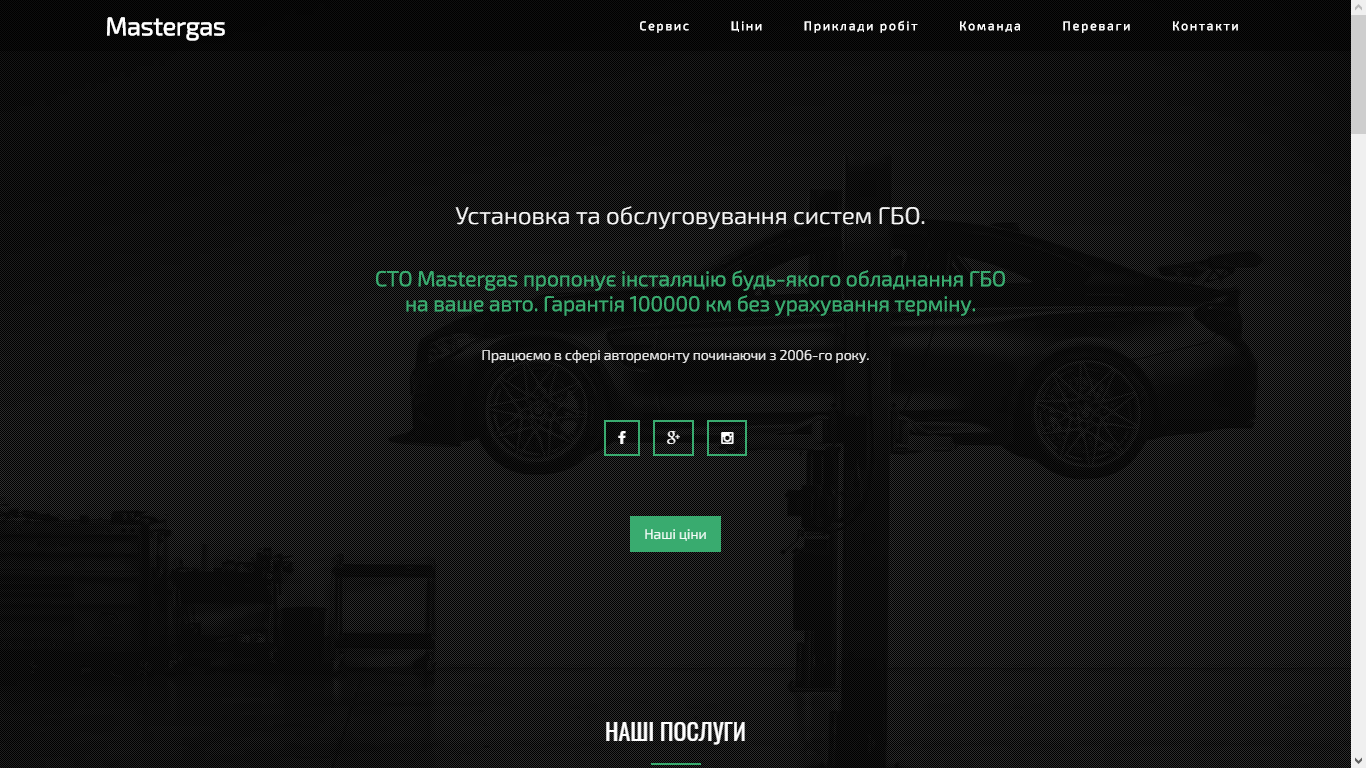 Mastergas
Сервис
Ціни
Приклади робіт
Команда
Переваги
Контакти
Установка та обслуговування систем ГБО.
СТО Mastergas пропонує інсталяцію будь-якого обладнання ГБО
на ваше авто. Гарантія 100000 км без урахування терміну.
Працюємо в сфері авторемонту починаючи з 2006-го року.
Наші ціни
НАШІ ПОСЛУГИ